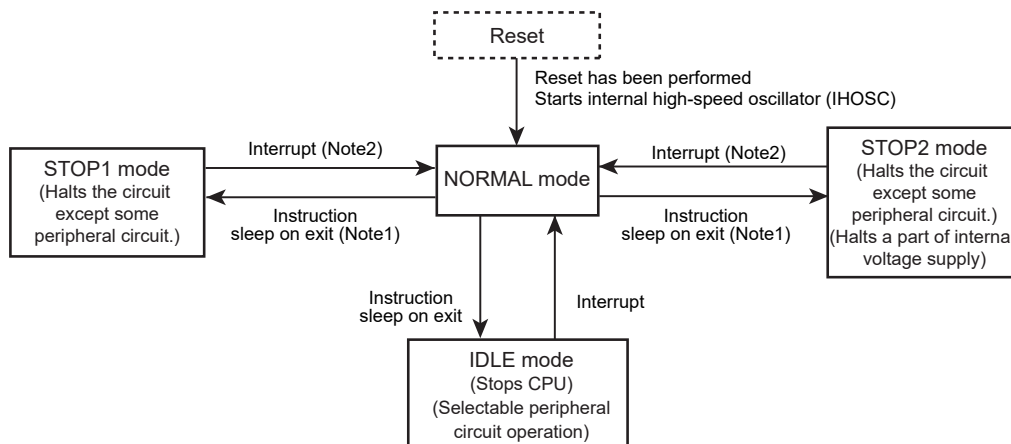 Reset
Reset has been performed
Starts internal high-speed oscillator (IHOSC)
STOP1 mode
(Halts the circuit
except some
peripheral circuit.)
Interrupt (Note2)
Instruction
sleep on exit (Note1)
NORMAL mode
Interrupt (Note2)
Instruction
sleep on exit (Note1)
STOP2 mode
(Halts the circuit
except some
peripheral circuit.)
(Halts a part of internal
voltage supply)
Instruction
sleep on exit
Interrupt
IDLE mode
(Stops CPU)
(Selectable peripheral
circuit operation)